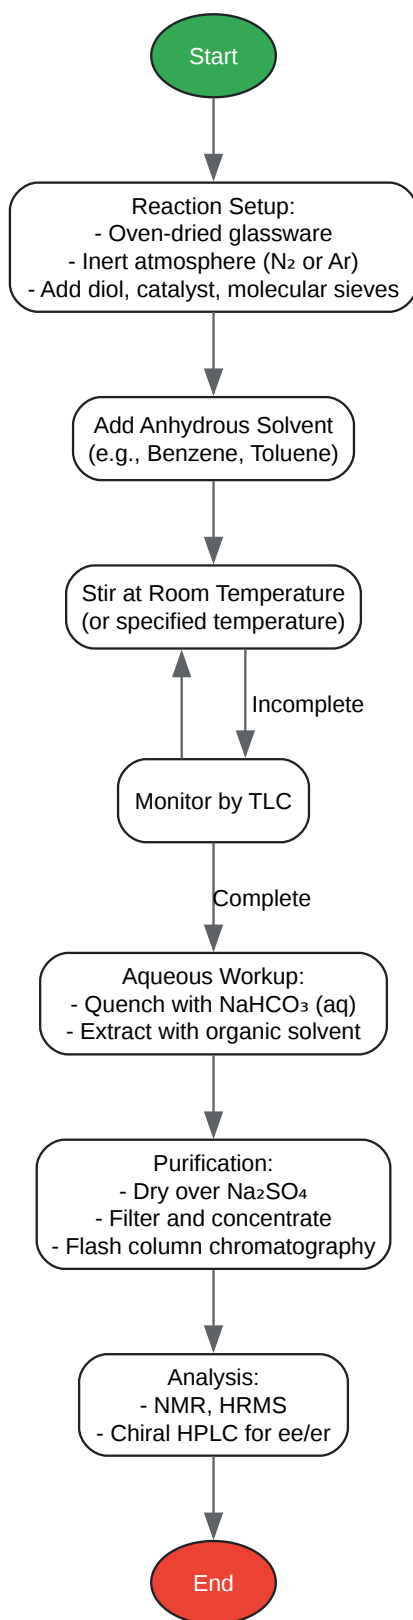 Start
Reaction Setup:
- Oven-dried glassware
- Inert atmosphere (N₂ or Ar)
- Add diol, catalyst, molecular sieves
Add Anhydrous Solvent
(e.g., Benzene, Toluene)
Stir at Room Temperature
(or specified temperature)
Incomplete
Monitor by TLC
Complete
Aqueous Workup:
- Quench with NaHCO₃ (aq)
- Extract with organic solvent
Purification:
- Dry over Na₂SO₄
- Filter and concentrate
- Flash column chromatography
Analysis:
- NMR, HRMS
- Chiral HPLC for ee/er
End